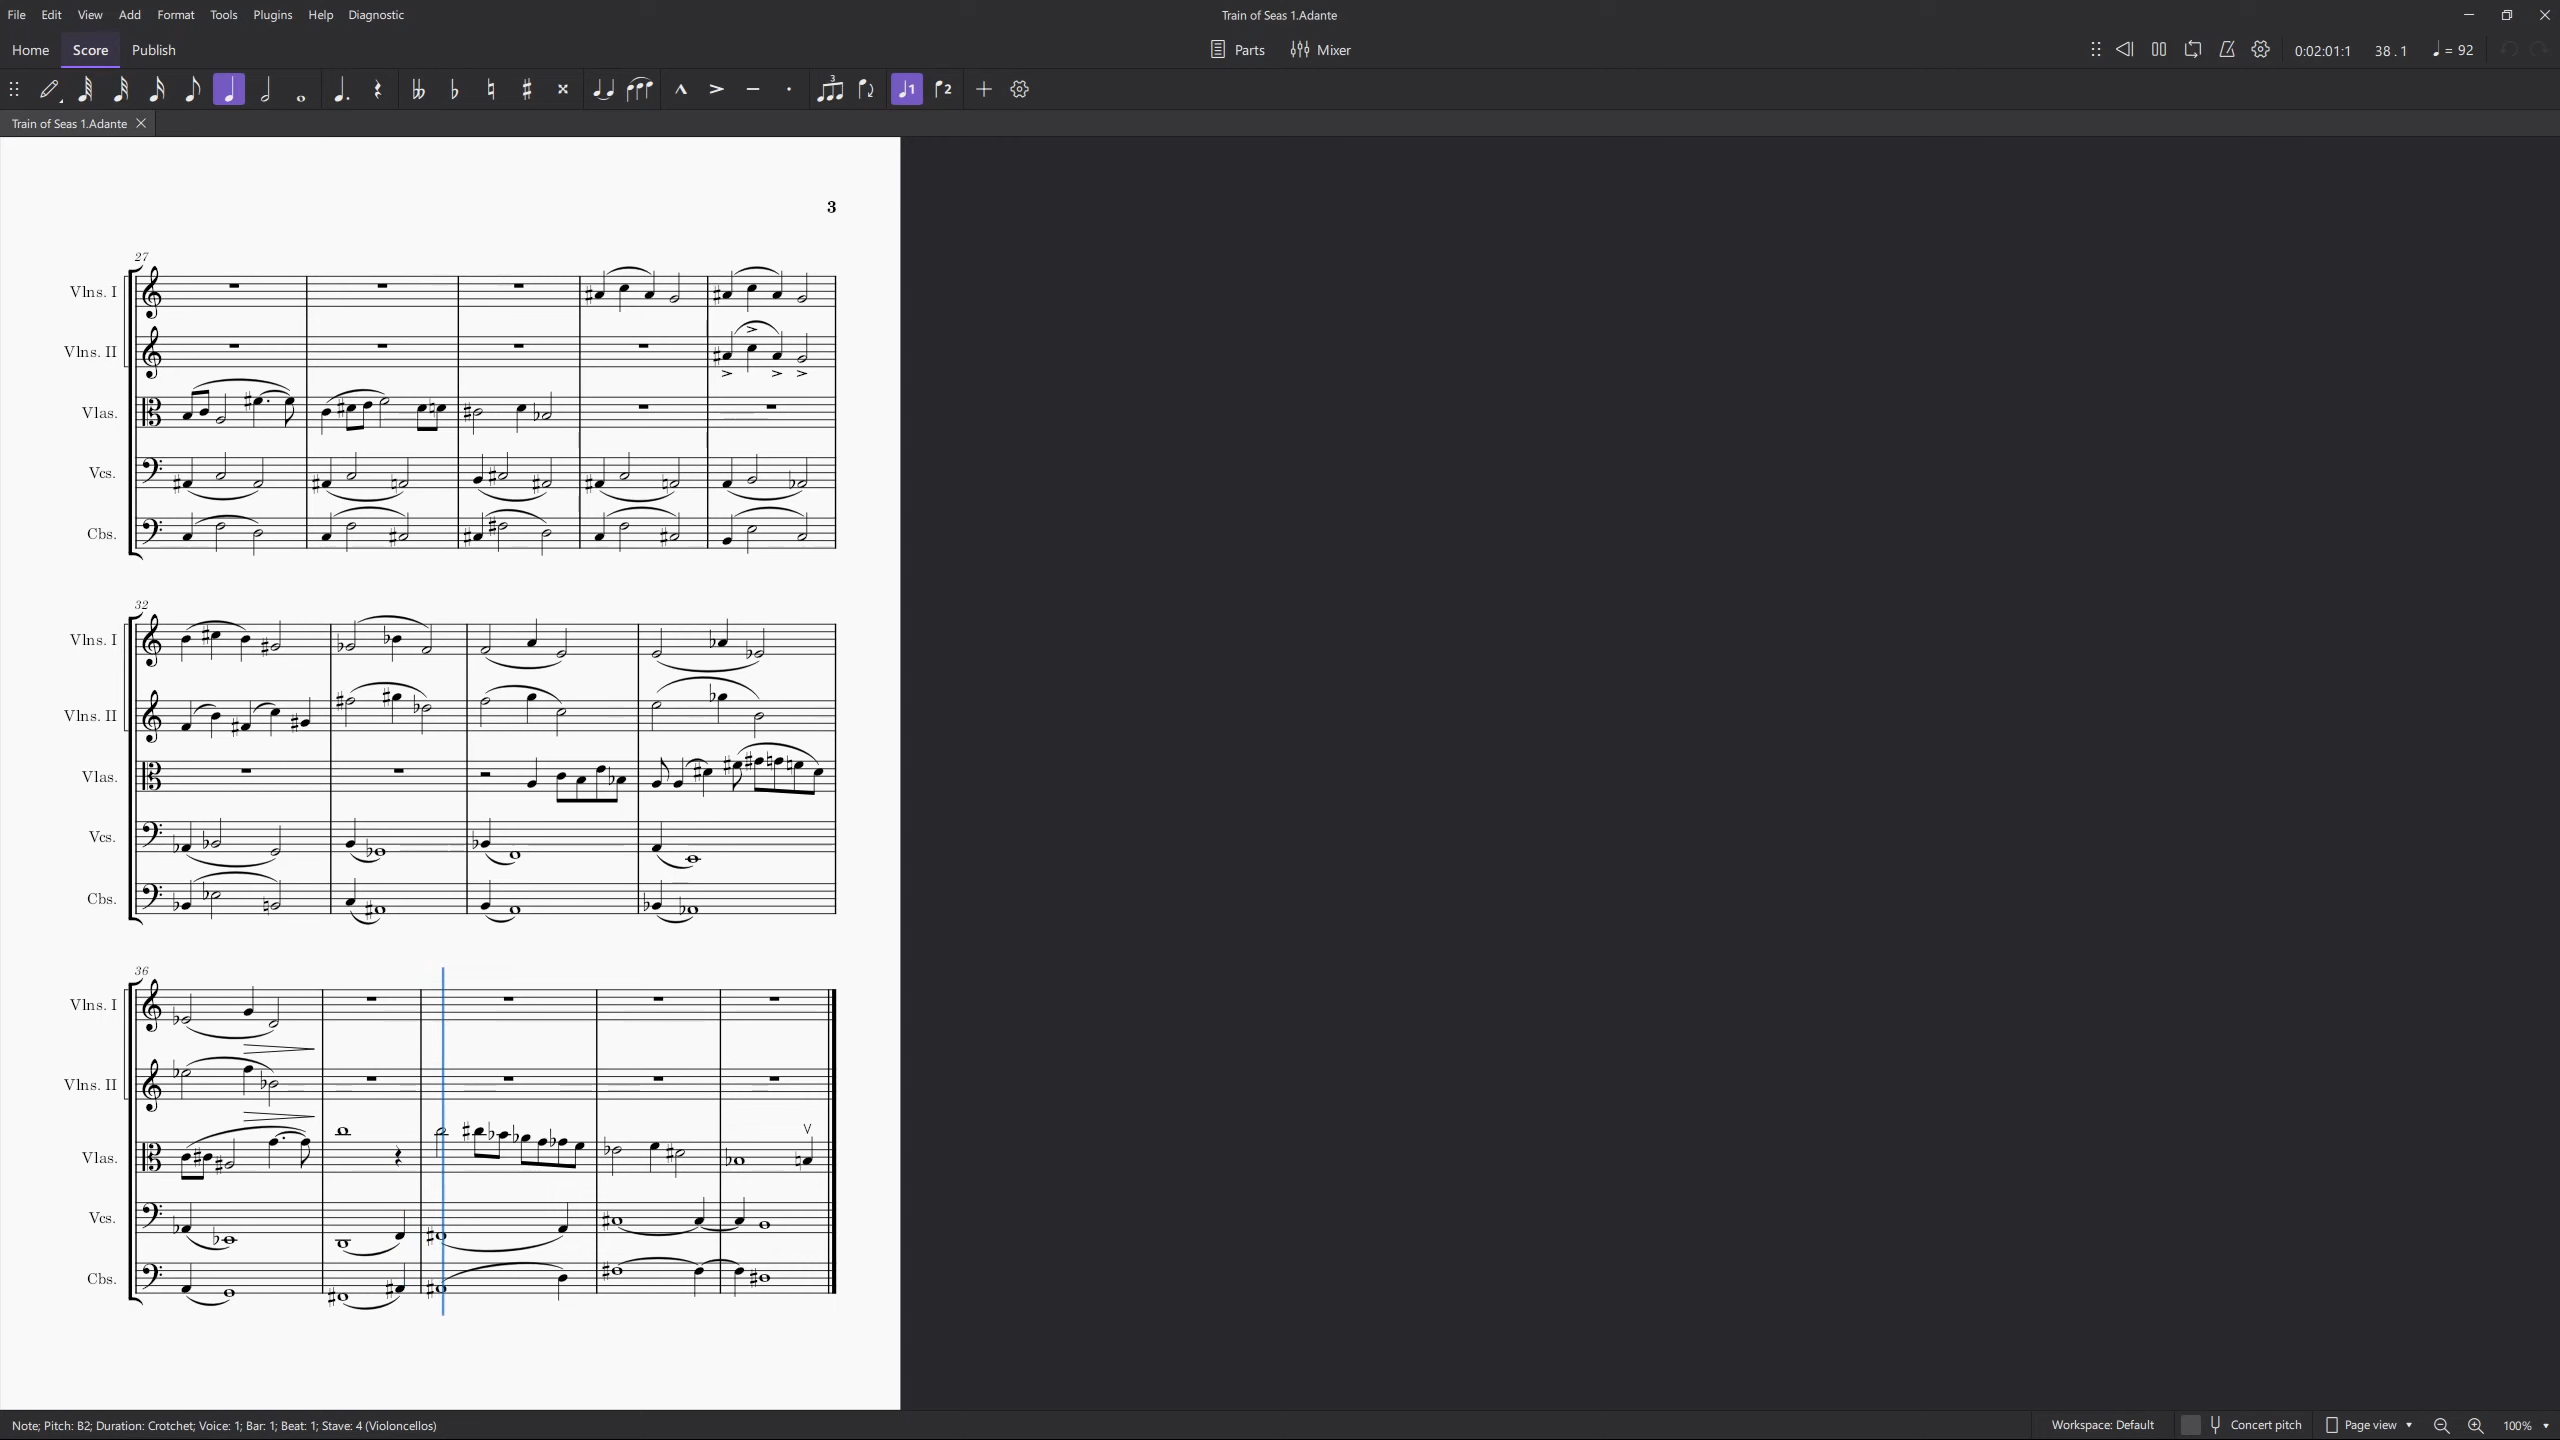 File Edit View Add Format Tools Plugins Help Diagnostic
Train of Seas 1.Adante
Home Score Publish
Parts Mixer
0:02:01:1 38 . 1 = 92
3
1 2
Train of Seas 1.Adante
3
27
Vlns. I
Vlns. II
Vlas.
Vcs.
Cbs.
32
Vlns. I
Vlns. II
Vlas.
Vcs.
Cbs.
36
Vlns. I
Vlns. II
Vlas.
Vcs.
Cbs.
Note; Pitch: B2; Duration: Crotchet; Voice: 1; Bar: 1; Beat: 1; Stave: 4 (Violoncellos)
Workspace: Default Concert pitch Page view 100%